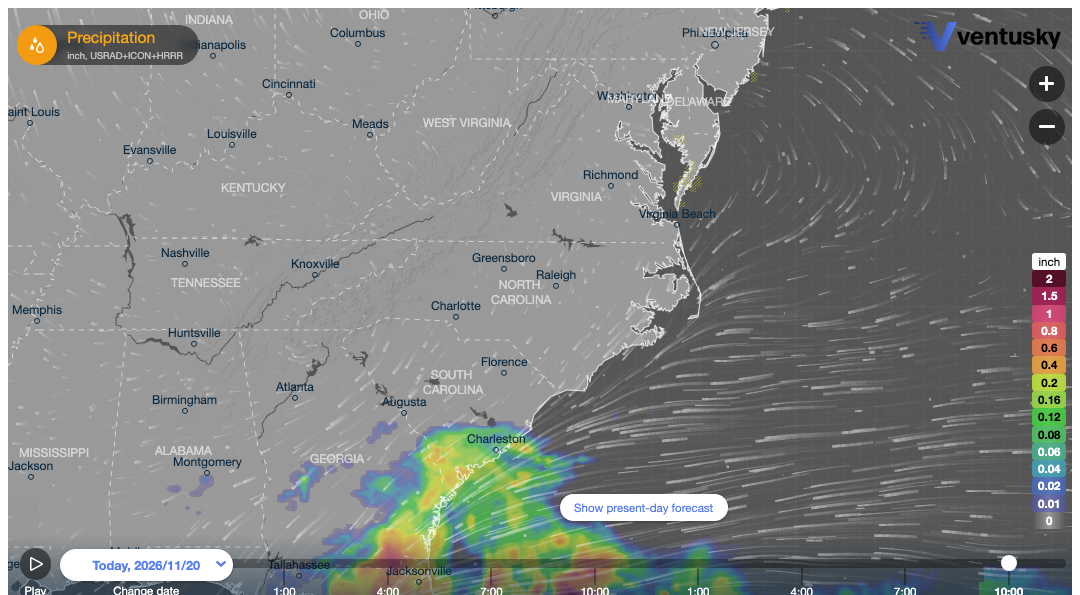 INDIANA
OHIO
Pittsburgh
Precipitation
inch, USRAD+ICON+HRRR
Columbus
Philadelphia
NEW JERSEY
ventusky
Cincinnati
Washington
MARYLAND
DELAWARE
+
−
aint Louis
Meads
WEST VIRGINIA
Louisville
Evansville
Richmond
KENTUCKY
VIRGINIA
Virginia Beach
Nashville
Knoxville
Greensboro
Raleigh
inch
TENNESSEE
NORTH
CAROLINA
2
1.5
Memphis
Charlotte
1
0.8
Huntsville
0.6
Florence
0.4
SOUTH
CAROLINA
Atlanta
0.2
Birmingham
Augusta
0.16
0.12
Charleston
0.08
MISSISSIPPI
ALABAMA
GEORGIA
0.06
Jackson
Montgomery
0.04
0.02
Show present-day forecast
0.01
0
Today, 2026/11/20
Tallahassee
Jacksonville
Play
Change date
1:00
4:00
7:00
10:00
1:00
4:00
7:00
10:00